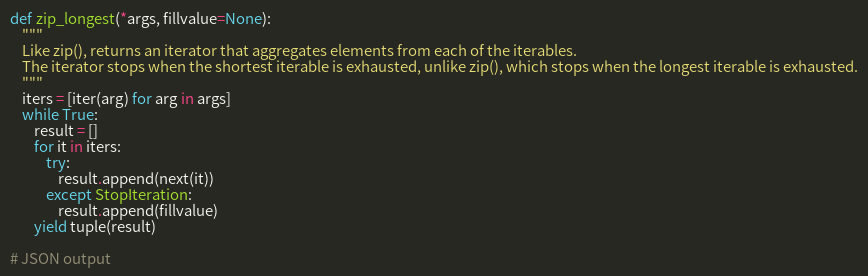 def zip_longest(*args, fillvalue=None):
    """
    Like zip(), returns an iterator that aggregates elements from each of the iterables.
    The iterator stops when the shortest iterable is exhausted, unlike zip(), which stops when the longest iterable is exhausted.
    """
    iters = [iter(arg) for arg in args]
    while True:
        result = []
        for it in iters:
            try:
                result.append(next(it))
            except StopIteration:
                result.append(fillvalue)
        yield tuple(result)

# JSON output